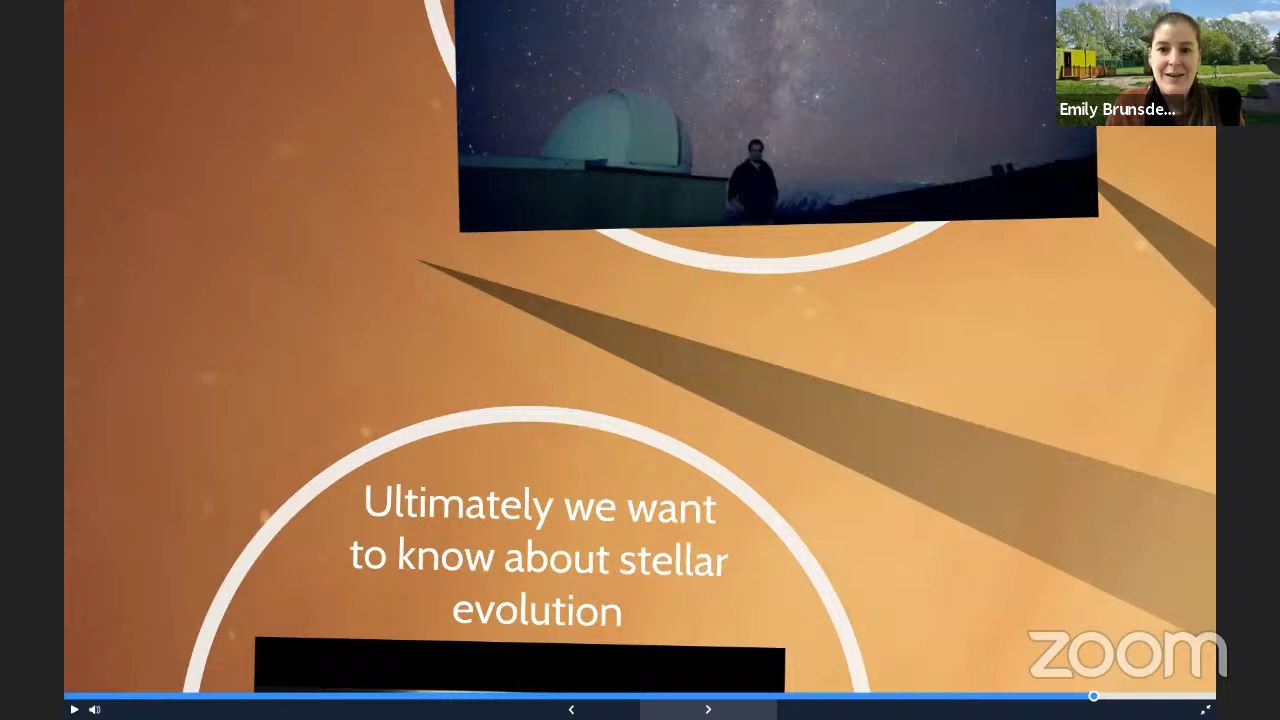 Emily Brunsde...
Ultimately we want
to know about stellar
evolution
zoom